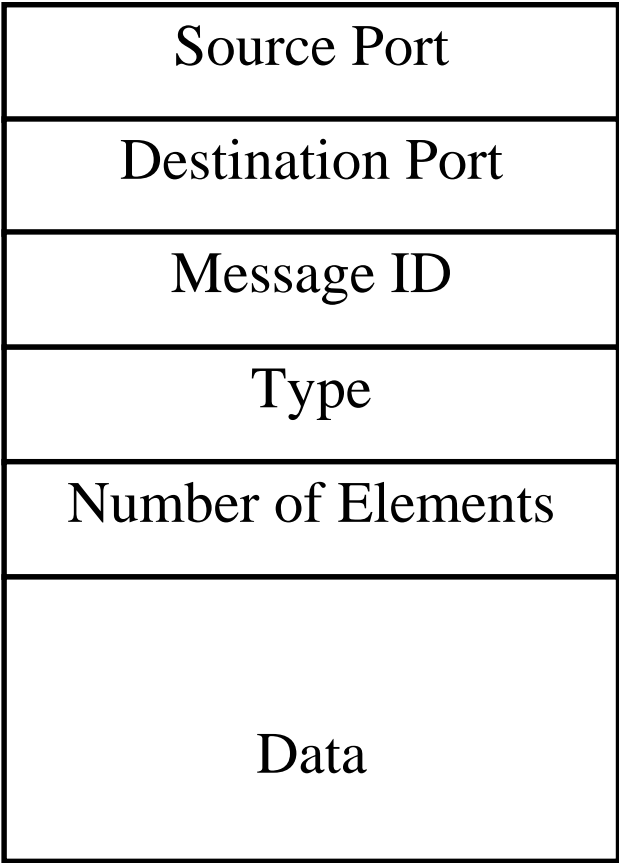 Source Port
Destination Port
Message ID
Type
Number of Elements
Data